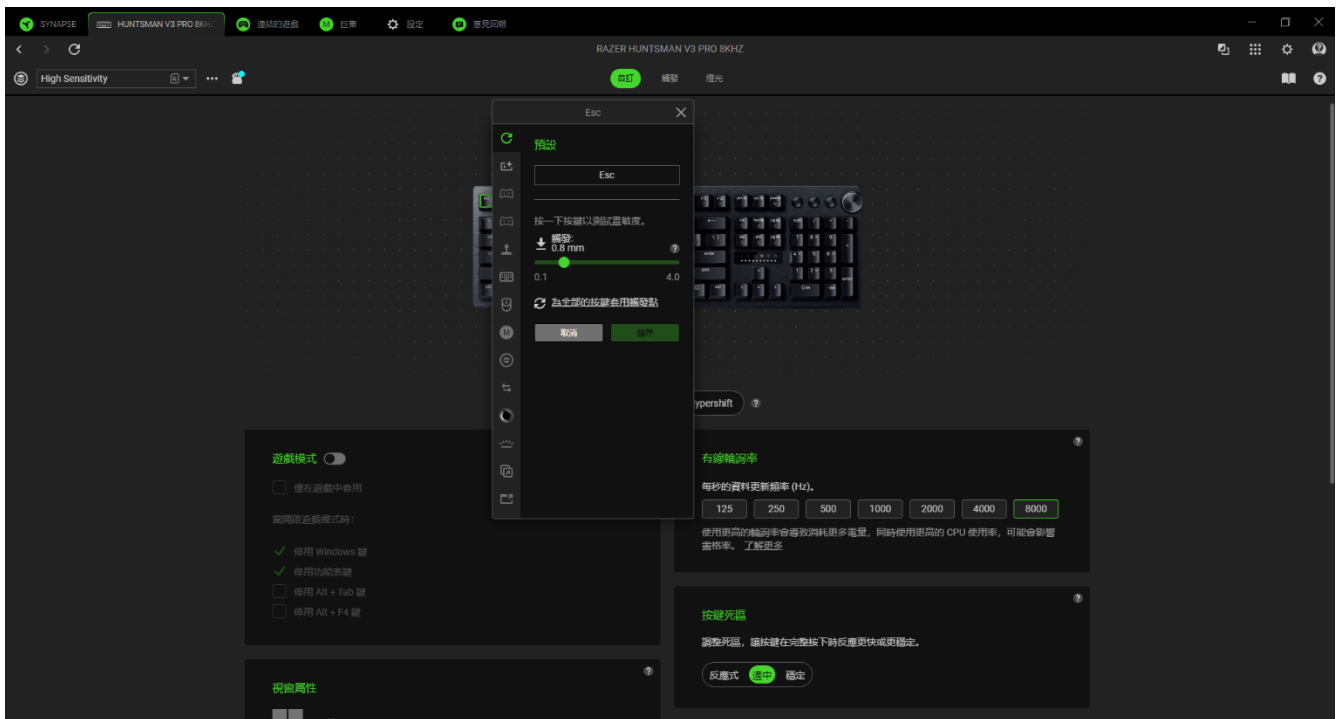 SYNAPSE
HUNTSMAN V3 PRO 8KHZ
連結的遊戲
巨集
設定
意見回饋
RAZER HUNTSMAN V3 PRO 8KHZ
High Sensitivity
自訂
觸發
燈光
Esc
預設
Esc
按一下按鍵以測試靈敏度。
觸發:
0.8 mm
0.1
4.0
為全部的按鍵套用觸發點
取消
儲存
ypershift
遊戲模式
僅在遊戲中套用
當開啟遊戲模式時:
停用 Windows 鍵
停用功能表鍵
停用 Alt + Tab 鍵
停用 Alt + F4 鍵
視窗屬性
有線輪詢率
每秒的資料更新頻率 (Hz)。
125 250 500 1000 2000 4000 8000
使用更高的輪詢率會導致消耗更多電量，同時使用更高的 CPU 使用率，可能會影響
畫格率。 了解更多
按鍵死區
調整死區，讓按鍵在完整按下時反應更快或更穩定。
反應式 適中 穩定